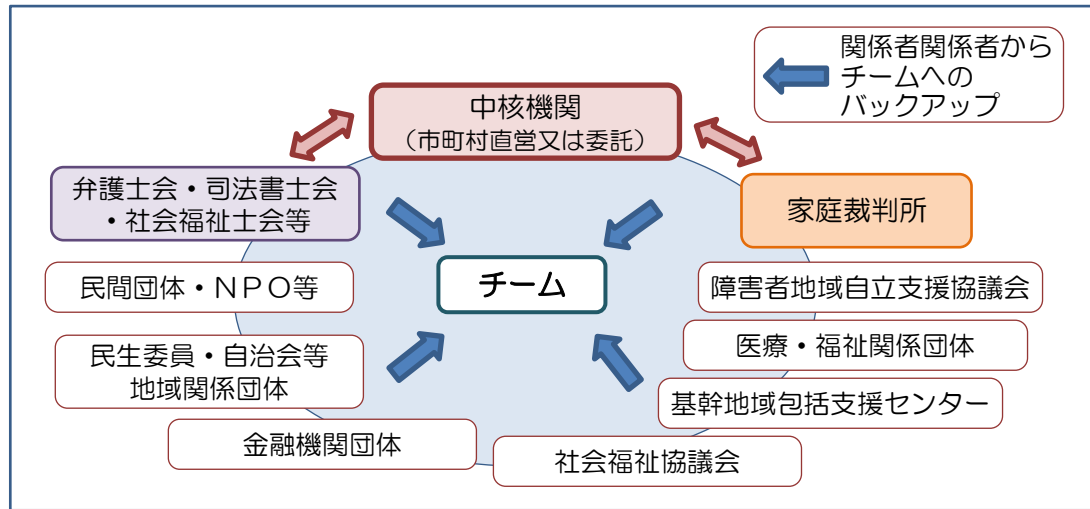 関係者関係者から
チームへの
バックアップ
中核機関
（市町村直営又は委託）
弁護士会・司法書士会
・社会福祉士会等
家庭裁判所
チーム
民間団体・ＮＰＯ等
障害者地域自立支援協議会
民生委員・自治会等
地域関係団体
医療・福祉関係団体
基幹地域包括支援センター
金融機関団体
社会福祉協議会